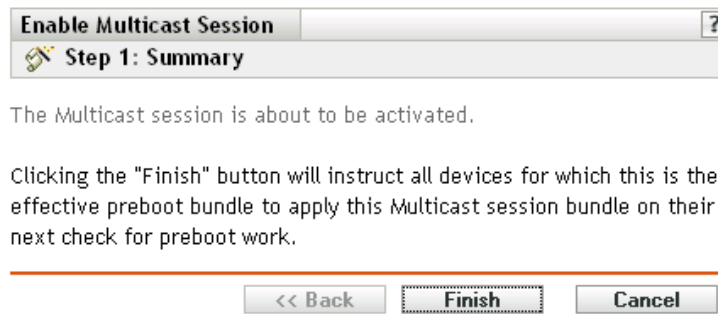 Enable Multicast Session
?
Step 1: Summary
The Multicast session is about to be activated.
Clicking the "Finish" button will instruct all devices for which this is the
effective preboot bundle to apply this Multicast session bundle on their
next check for preboot work.
<< Back Finish Cancel